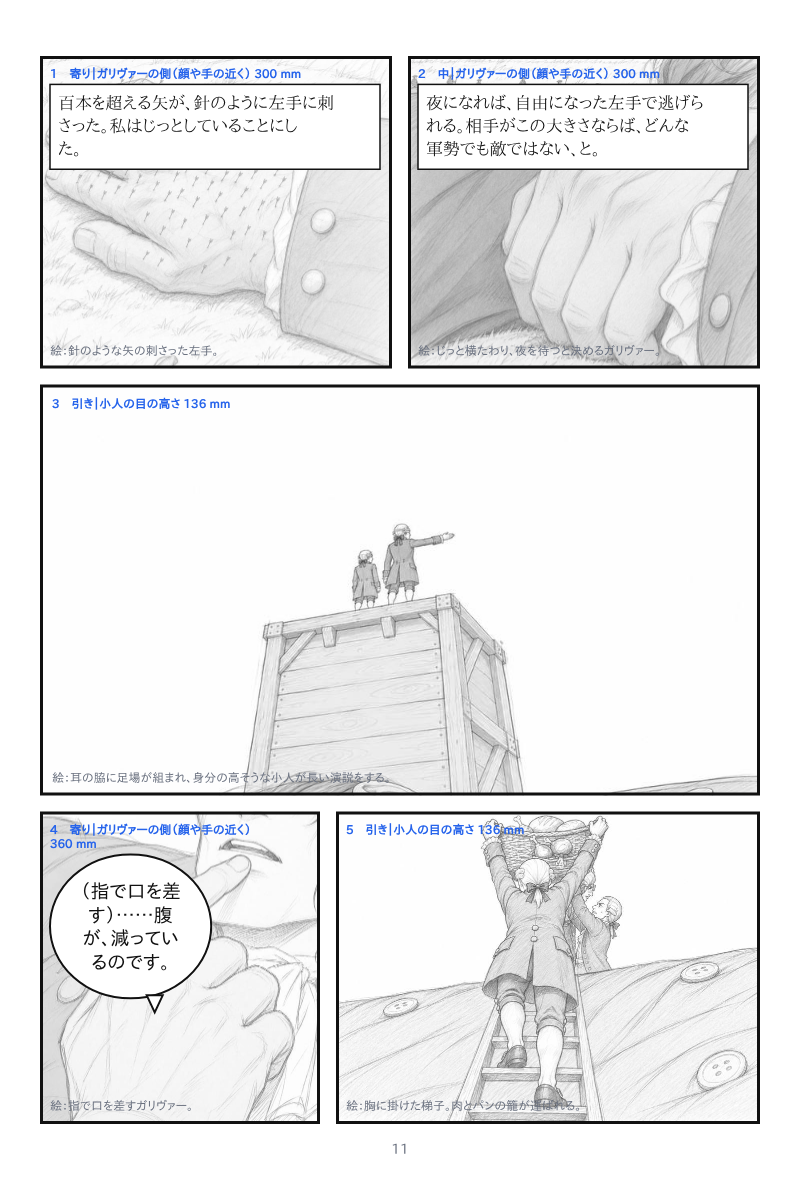 1 寄り|ガリヴァーの側(顔や手の近く) 300 mm
百本を超える矢が、針のように左手に刺
さった。私はじっとしていることにし
た。
絵:針のような矢の刺さった左手。
2 中|ガリヴァーの側(顔や手の近く) 300 mm
夜になれば、自由になった左手で逃げら
れる。相手がこの大きさならば、どんな
軍勢でも敵ではない、と。
絵:じっと横たわり、夜を待つと決めるガリヴァー。
3 引き|小人の目の高さ 136 mm
絵:耳の脇に足場が組まれ、身分の高そうな小人が長い演説をする。
4 寄り|ガリヴァーの側(顔や手の近く)
360 mm
(指で口を差
す)……腹
が、減ってい
るのです。
絵:指で口を差すガリヴァー。
5 引き|小人の目の高さ 136 mm
絵:胸に掛けた梯子。肉とパンの籠が運ばれる。
11